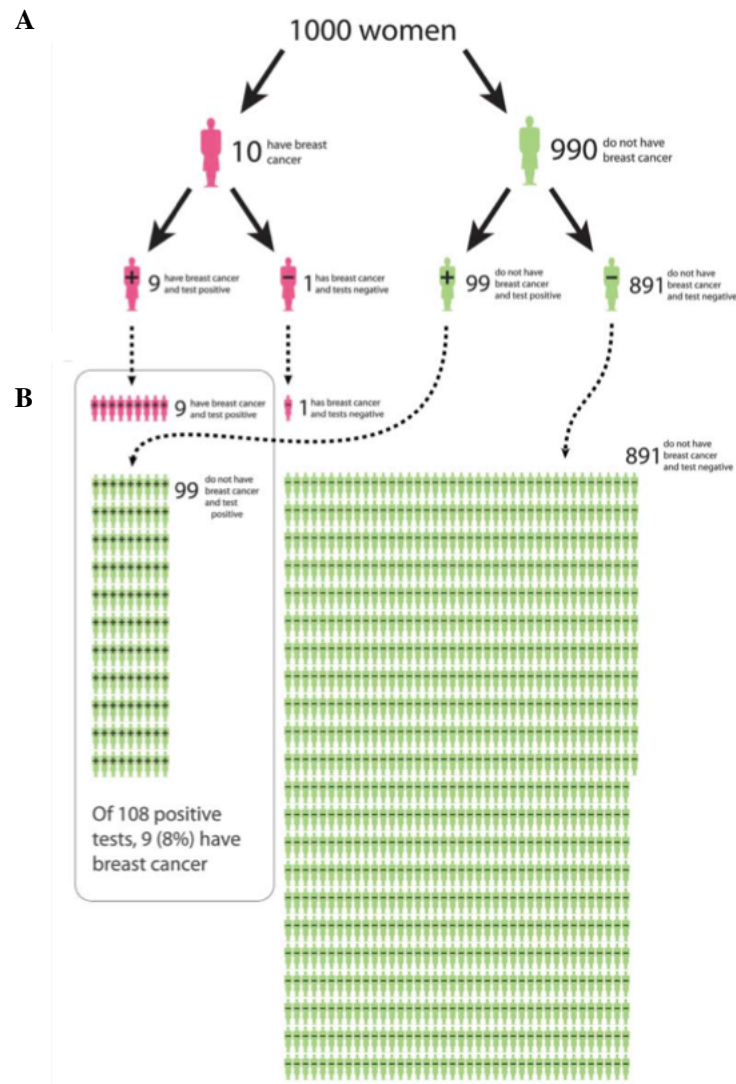 A
1000 women
10 have breast
cancer
990 do not have
breast cancer
+
9 have breast cancer
and test positive
−
1 has breast cancer
and tests negative
+
99 do not have
breast cancer
and test positive
−
891 do not have
breast cancer
and test negative
B
9 have breast cancer
and test positive
1 has breast cancer
and tests negative
99 do not have
breast cancer
and test
positive
891 do not have
breast cancer
and test negative
Of 108 positive
tests, 9 (8%) have
breast cancer